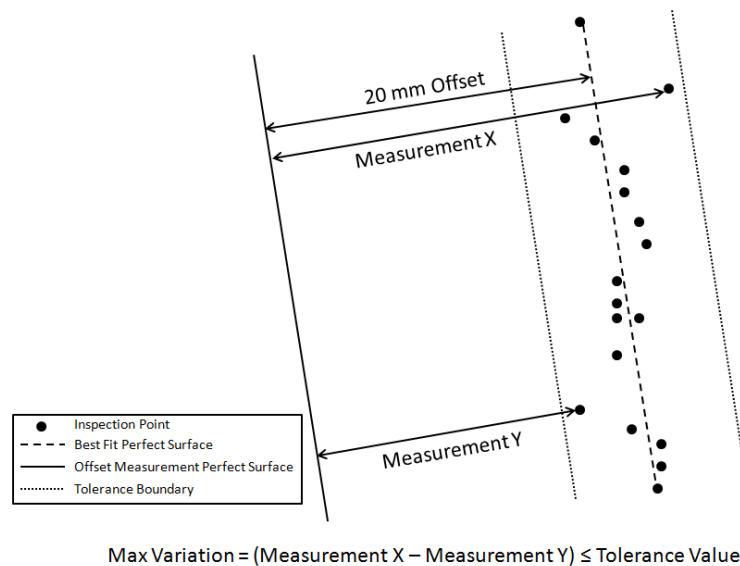 20 mm Offset
Measurement X
Measurement Y
Inspection Point
Best Fit Perfect Surface
Offset Measurement Perfect Surface
Tolerance Boundary
Max Variation = (Measurement X – Measurement Y) ≤ Tolerance Value